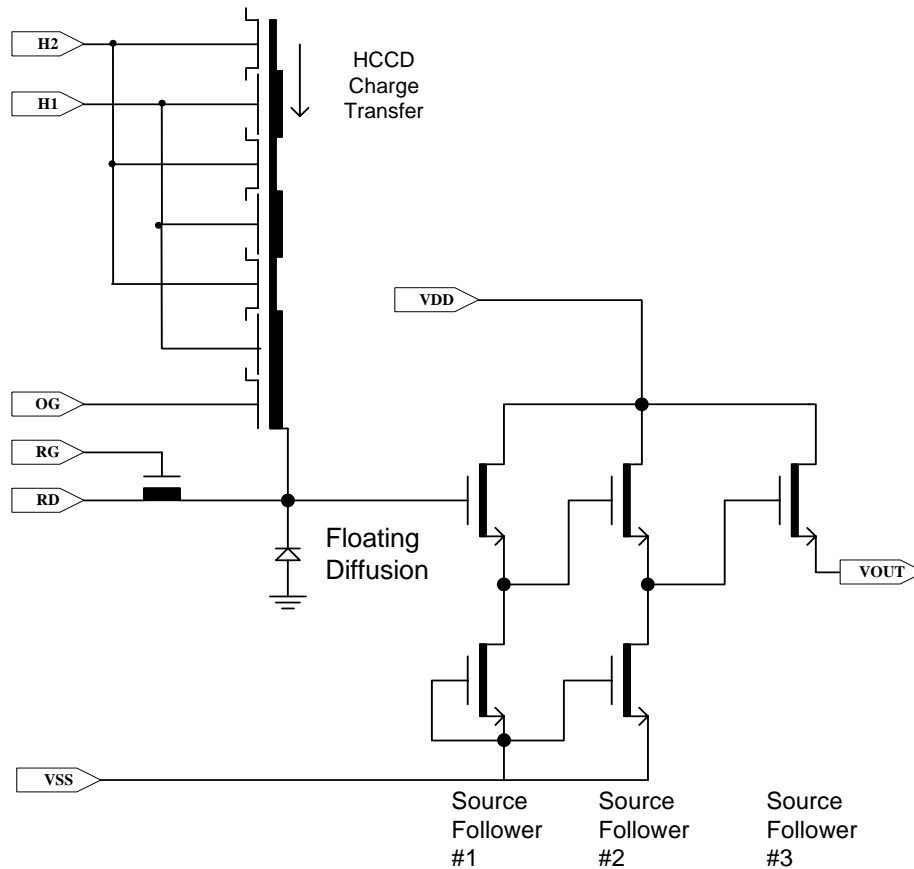 H2
HCCD
Charge
Transfer
H1
VDD
OG
RG
RD
Floating
Diffusion
VOUT
VSS
Source
Follower
#1
Source
Follower
#2
Source
Follower
#3